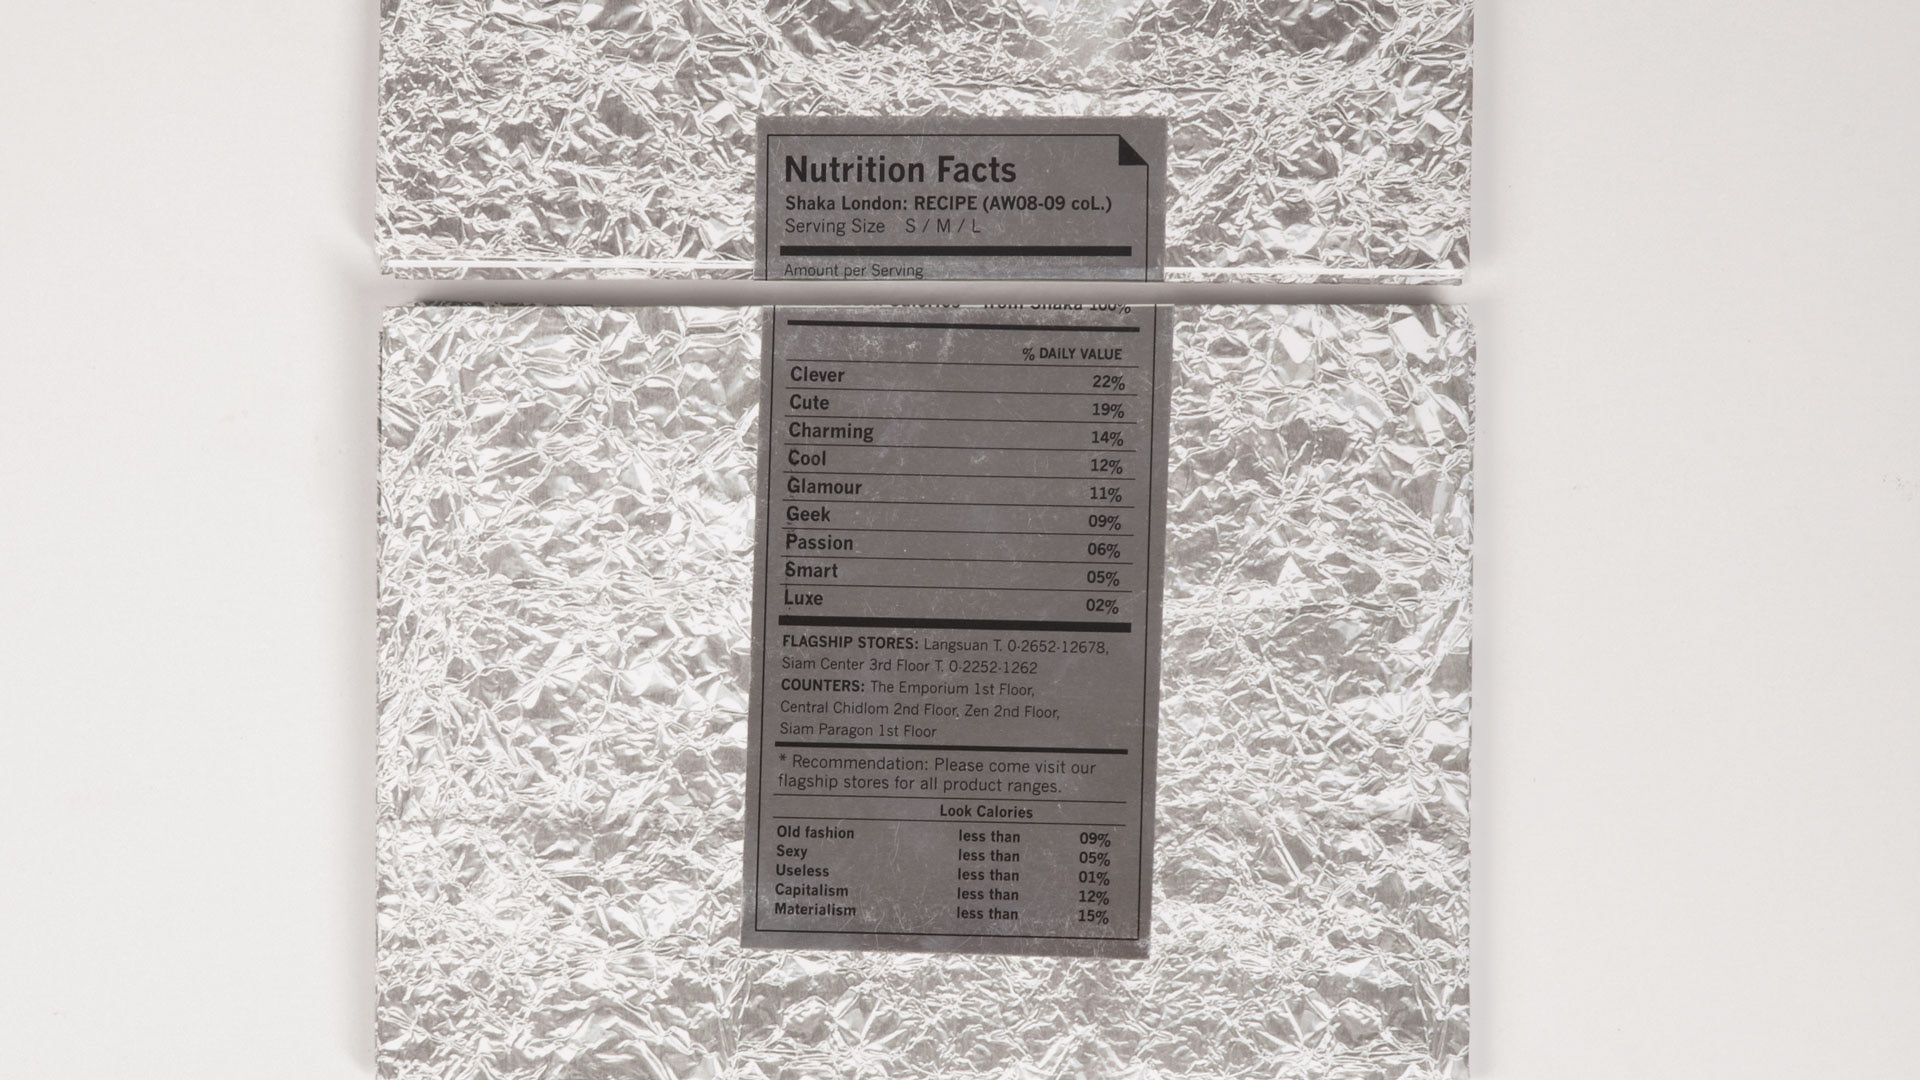 Nutrition Facts
Shaka London: RECIPE (AW08-09 coL.)
Serving Size S / M / L
Amount per Serving
from Shaka 100%
% DAILY VALUE
Clever 22%
Cute 19%
Charming 14%
Cool 12%
Glamour 11%
Geek 09%
Passion 06%
Smart 05%
Luxe 02%
FLAGSHIP STORES: Langsuan T. 0-2652-12678,
Siam Center 3rd Floor T. 0-2252-1262
COUNTERS: The Emporium 1st Floor,
Central Chidlom 2nd Floor, Zen 2nd Floor,
Siam Paragon 1st Floor
* Recommendation: Please come visit our
flagship stores for all product ranges.
Look Calories
Old fashion less than 09%
Sexy less than 05%
Useless less than 01%
Capitalism less than 12%
Materialism less than 15%